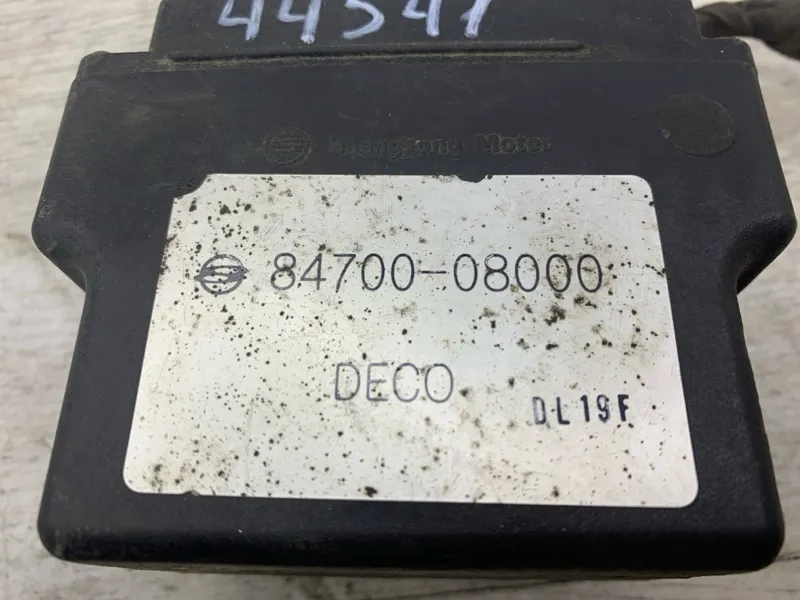 44541
Ssangyong Motor
84700-08000
DECO
DL19F